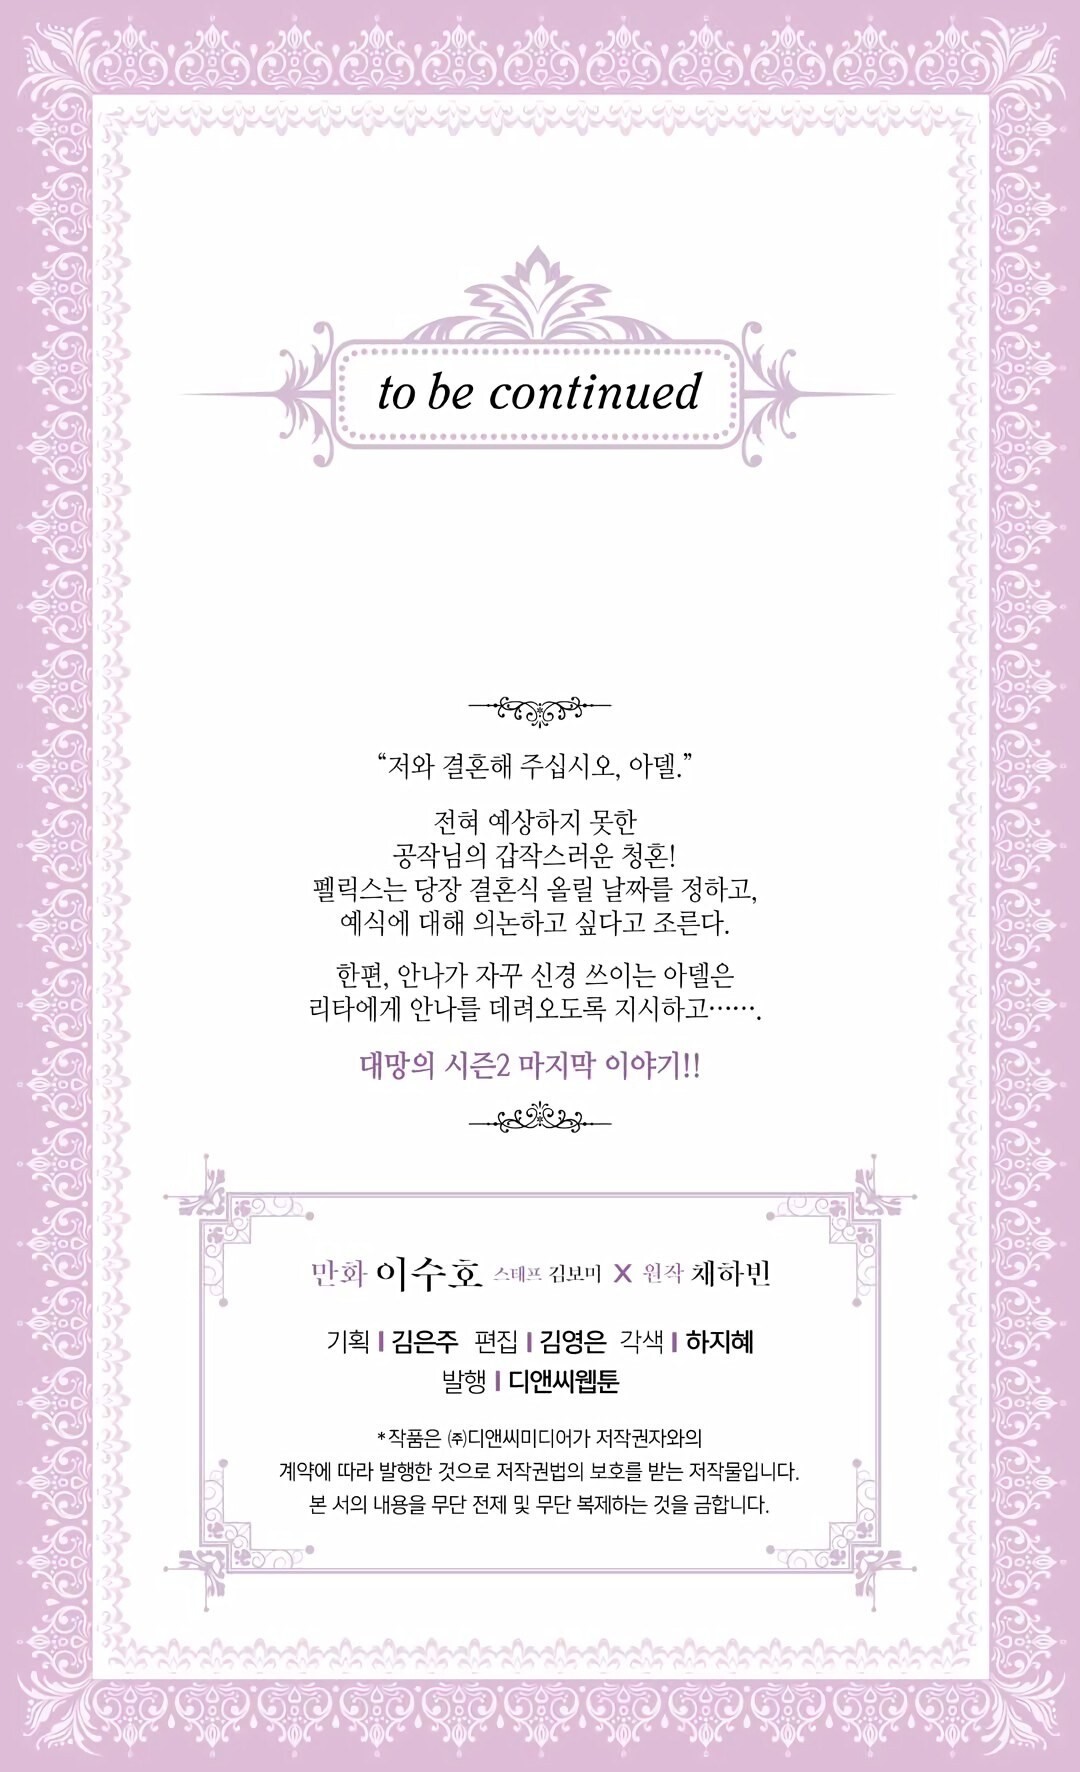 to be continued
“저와 결혼해 주십시오, 아델.”
전혀 예상하지 못한
공작님의 갑작스러운 청혼!
펠릭스는 당장 결혼식 올릴 날짜를 정하고,
예식에 대해 의논하고 싶다고 조른다.
한편, 안나가 자꾸 신경 쓰이는 아델은
리타에게 안나를 데려오도록 지시하고…….
대망의 시즌2 마지막 이야기!!
만화 이수호 스태프 김보미 X 원작 채하빈
기획 | 김은주 편집 | 김영은 각색 | 하지혜
발행 | 디앤씨웹툰
*작품은 ㈜디앤씨미디어가 저작권자와의
계약에 따라 발행한 것으로 저작권법의 보호를 받는 저작물입니다.
본 서의 내용을 무단 전제 및 무단 복제하는 것을 금합니다.